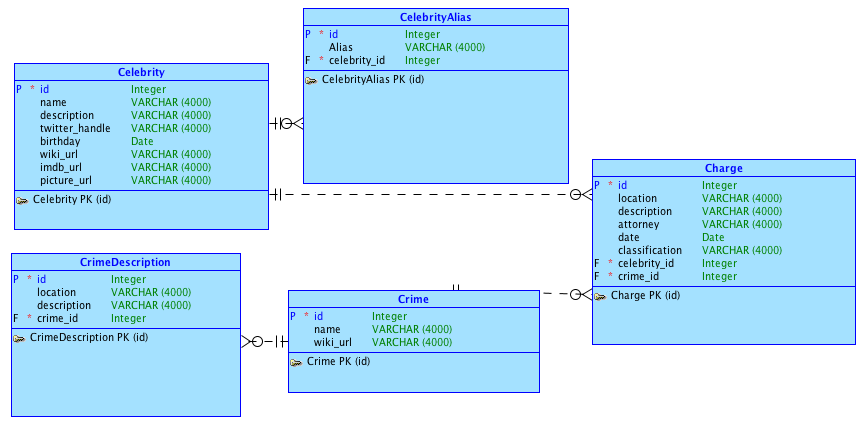 CelebrityAlias
P * id Integer
Alias VARCHAR (4000)
F * celebrity_id Integer
CelebrityAlias PK (id)
Celebrity
P * id Integer
name VARCHAR (4000)
description VARCHAR (4000)
twitter_handle VARCHAR (4000)
birthday Date
wiki_url VARCHAR (4000)
imdb_url VARCHAR (4000)
picture_url VARCHAR (4000)
Celebrity PK (id)
Charge
P * id Integer
location VARCHAR (4000)
description VARCHAR (4000)
attorney VARCHAR (4000)
date Date
classification VARCHAR (4000)
F * celebrity_id Integer
F * crime_id Integer
Charge PK (id)
CrimeDescription
P * id Integer
location VARCHAR (4000)
description VARCHAR (4000)
F * crime_id Integer
CrimeDescription PK (id)
Crime
P * id Integer
name VARCHAR (4000)
wiki_url VARCHAR (4000)
Crime PK (id)